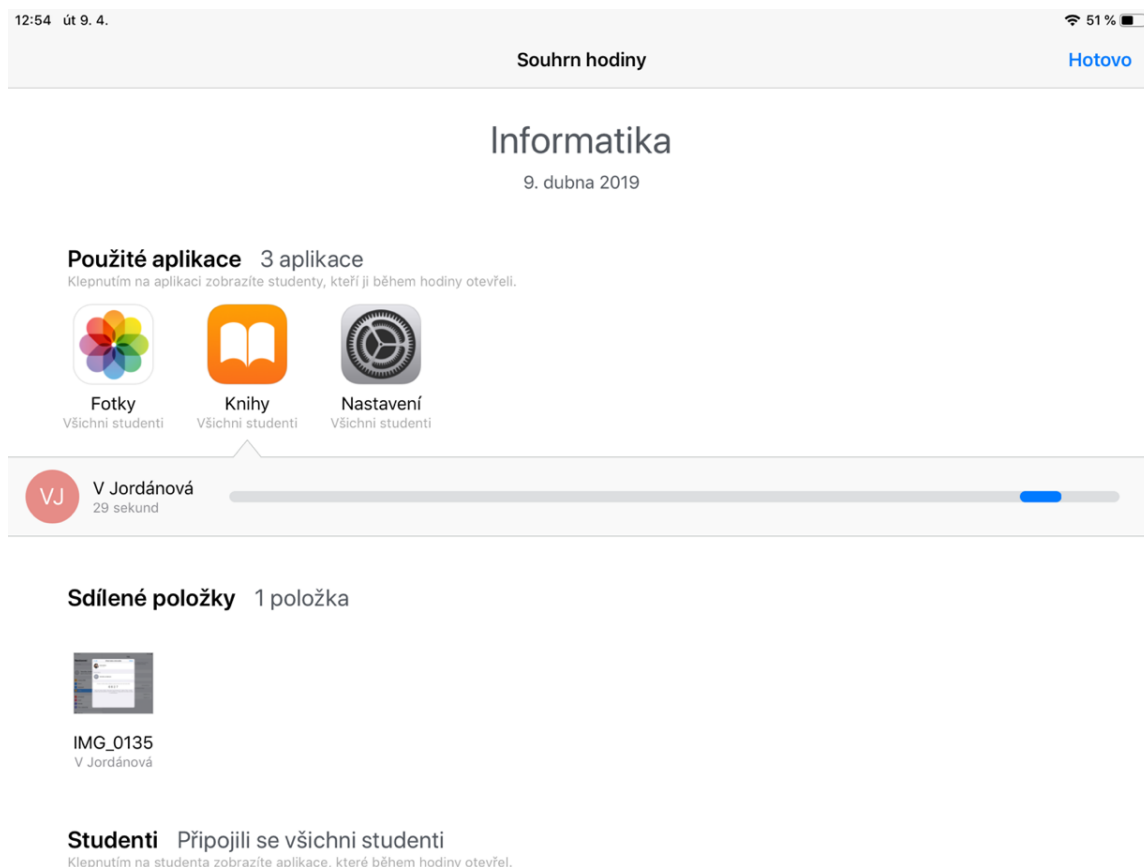 12:54 út 9. 4. 51 %
Souhrn hodiny Hotovo
Informatika
9. dubna 2019
Použité aplikace 3 aplikace
Klepnutím na aplikaci zobrazíte studenty, kteří ji během hodiny otevřeli.
Fotky Knihy Nastavení
Všichni studenti Všichni studenti Všichni studenti
VJ V Jordánová
29 sekund
Sdílené položky 1 položka
IMG_0135
V Jordánová
Studenti Připojili se všichni studenti
Klepnutím na studenta zobrazíte aplikace, které během hodiny otevřel.